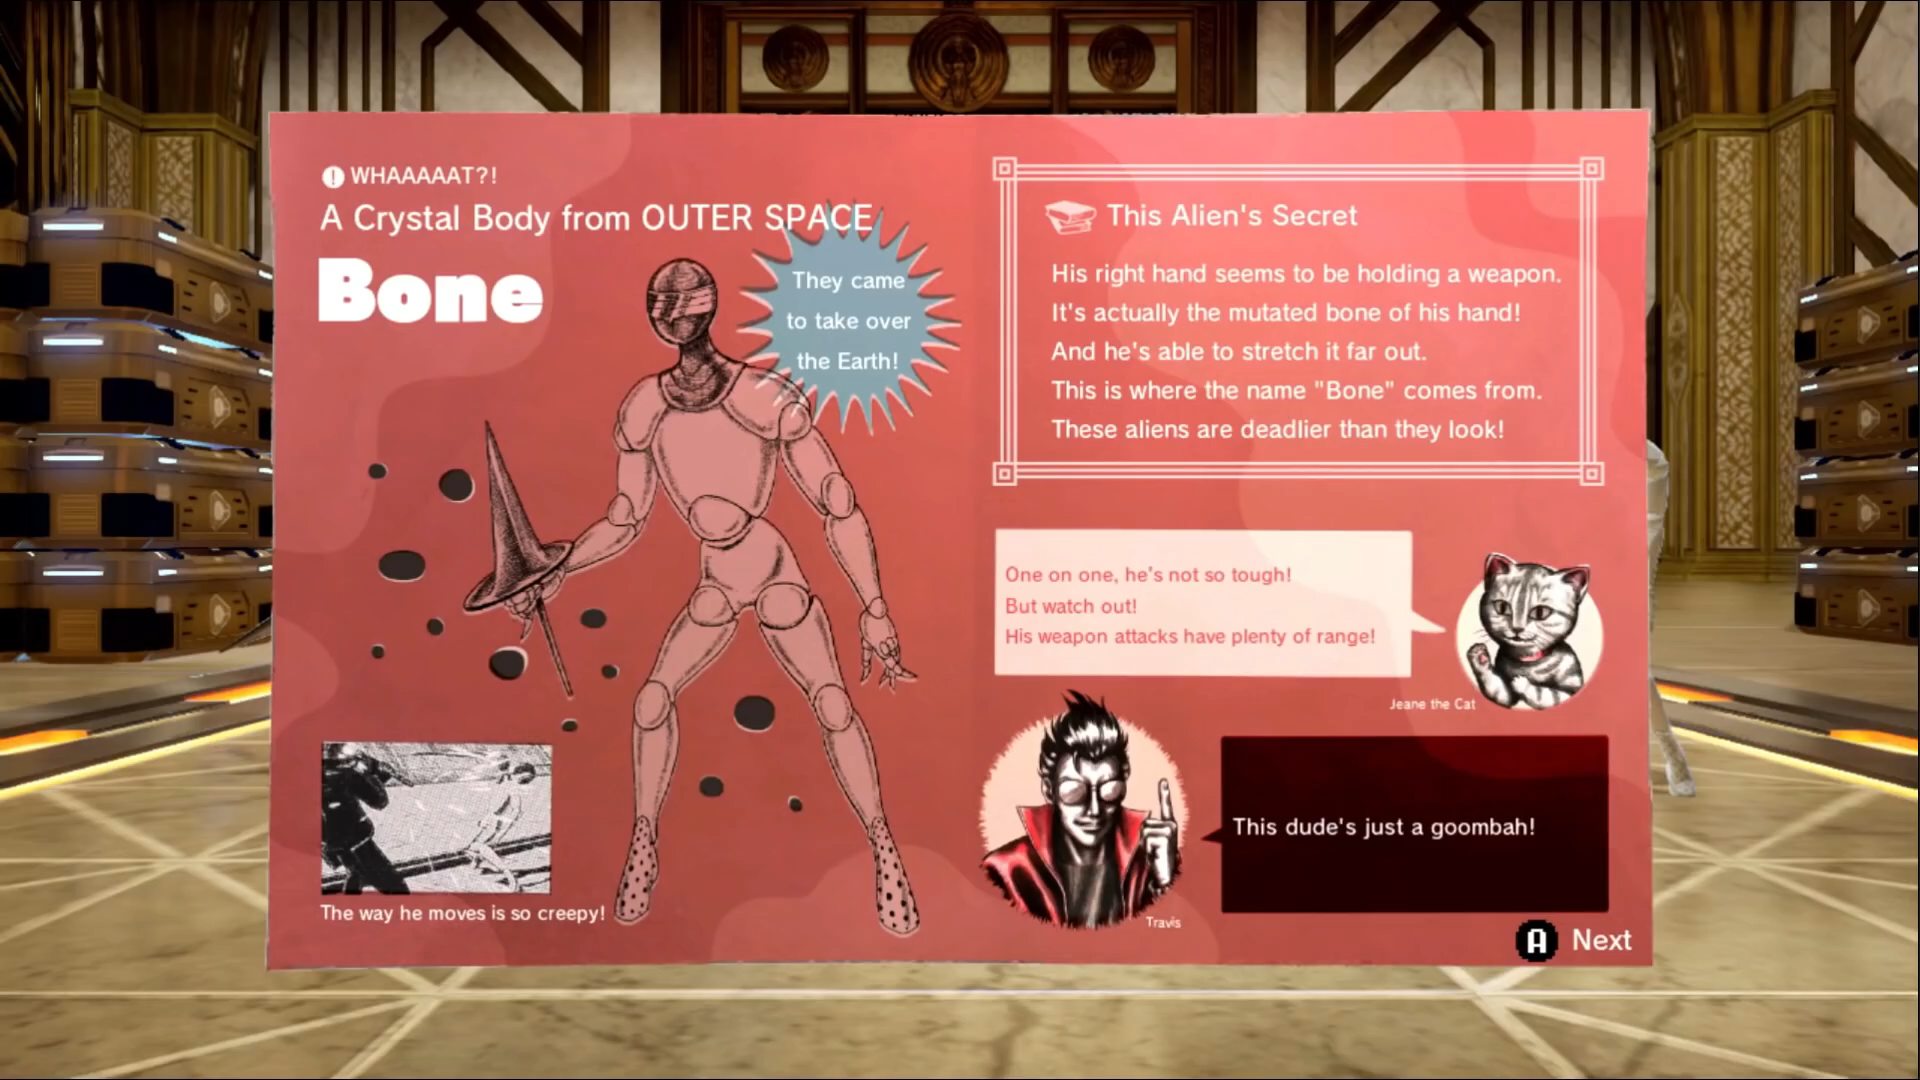 WHAAAAAT?!
A Crystal Body from OUTER SPACE
Bone
They came
to take over
the Earth!
The way he moves is so creepy!
This Alien's Secret
His right hand seems to be holding a weapon.
It's actually the mutated bone of his hand!
And he's able to stretch it far out.
This is where the name "Bone" comes from.
These aliens are deadlier than they look!
One on one, he's not so tough!
But watch out!
His weapon attacks have plenty of range!
Jeane the Cat
This dude's just a goombah!
Travis
A Next